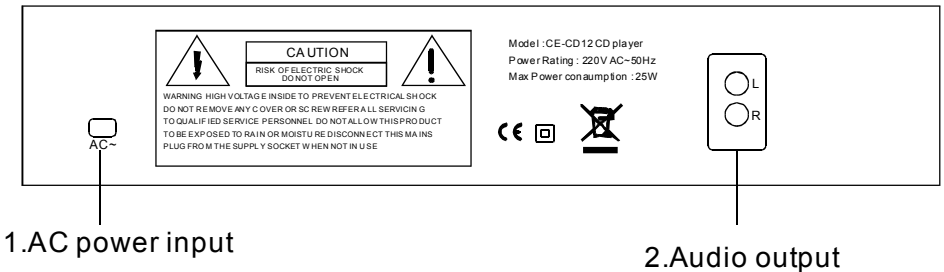 CAUTION
RISK OF ELECTRIC SHOCK
DO NOT OPEN
WARNING HIGH VOLTAGE INSIDE TO PREVENT ELECTRICAL SHOCK
DO NOT REMOVE ANY COVER OR SCREW REFER ALL SERVICING
TO QUALIFIED SERVICE PERSONNEL DO NOT ALLOW THIS PRODUCT
TO BE EXPOSED TO RAIN OR MOISTURE DISCONNECT THIS MAINS
PLUG FROM THE SUPPLY SOCKET WHEN NOT IN USE
Model :CE-CD12 CD player
Power Rating : 220V AC~50Hz
Max Power conaumption : 25W
CE
L
R
AC~
1.AC power input
2.Audio output